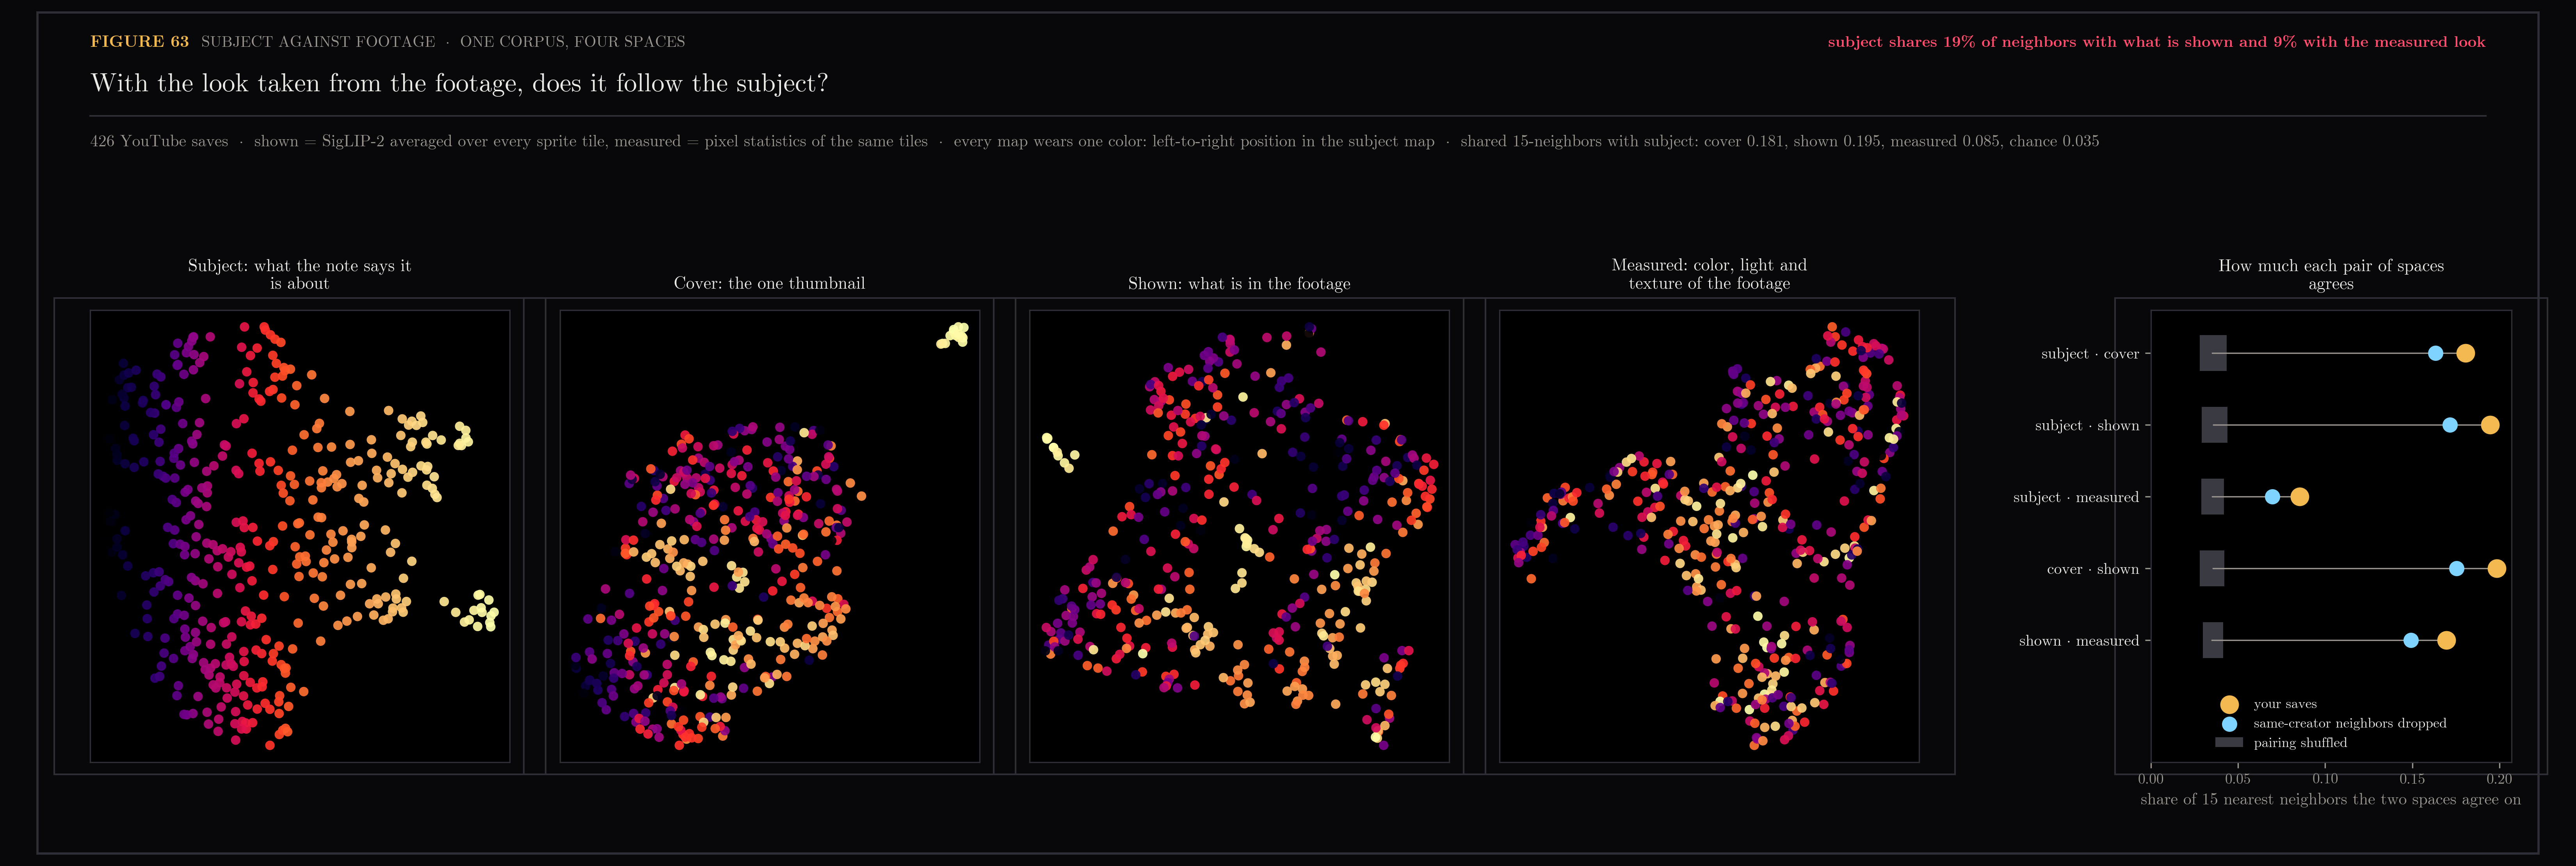 FIGURE 63 SUBJECT AGAINST FOOTAGE · ONE CORPUS, FOUR SPACES
subject shares 19% of neighbors with what is shown and 9% with the measured look
With the look taken from the footage, does it follow the subject?
426 YouTube saves · shown = SigLIP-2 averaged over every sprite tile, measured = pixel statistics of the same tiles · every map wears one color: left-to-right position in the subject map · shared 15-neighbors with subject: cover 0.181, shown 0.195, measured 0.085, chance 0.035
Subject: what the note says it
is about
Cover: the one thumbnail
Shown: what is in the footage
Measured: color, light and
texture of the footage
How much each pair of spaces
agrees
subject · cover
subject · shown
subject · measured
cover · shown
shown · measured
your saves
same-creator neighbors dropped
pairing shuffled
0.00 0.05 0.10 0.15 0.20
share of 15 nearest neighbors the two spaces agree on